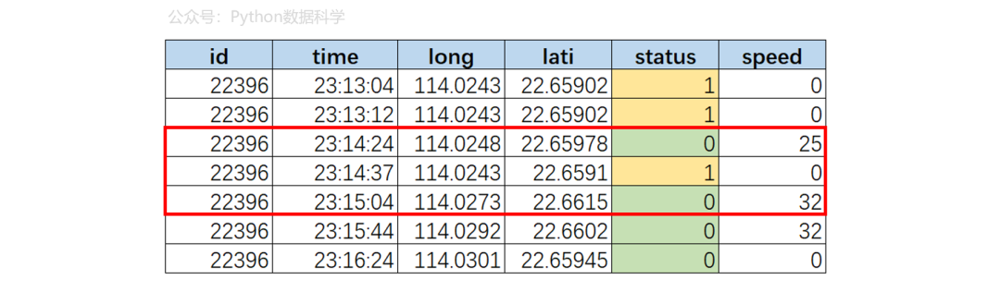 公众号：Python数据科学
id time long lati status speed
22396 23:13:04 114.0243 22.65902 1 0
22396 23:13:12 114.0243 22.65902 1 0
22396 23:14:24 114.0248 22.65978 0 25
22396 23:14:37 114.0243 22.6591 1 0
22396 23:15:04 114.0273 22.6615 0 32
22396 23:15:44 114.0292 22.6602 0 32
22396 23:16:24 114.0301 22.65945 0 0